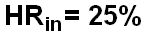 HRin = 25%